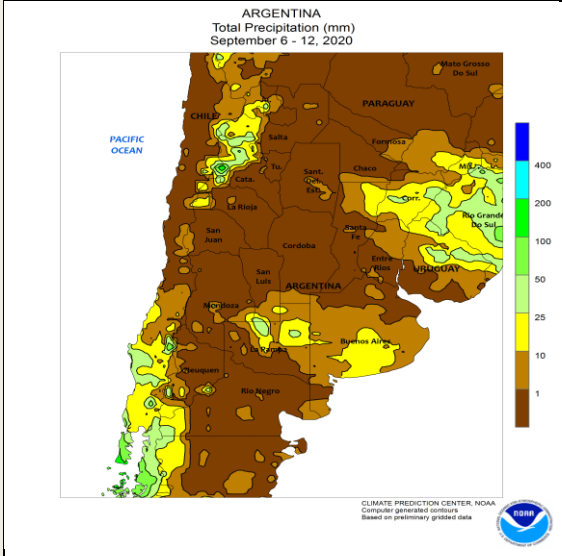 ARGENTINA
Total Precipitation (mm)
September 6 - 12, 2020
Mato Grosso
Do Sul
PARAGUAY
CHILE
PACIFIC
OCEAN
Salta
Formosa
Tu.
Sant.
Del
Est.
Chaco
Cata.
Corr.
La Rioja
Rio Grande
Do Sul
San
Juan
Santa
Fe
Cordoba
Entre
Rios
URUGUAY
San
Luis
ARGENTINA
Mendoza
Buenos Aires
La Pampa
Neuquen
Rio Negro
400
200
100
50
25
10
1
CLIMATE PREDICTION CENTER, NOAA
Computer generated contours
Based on preliminary gridded data
NOAA